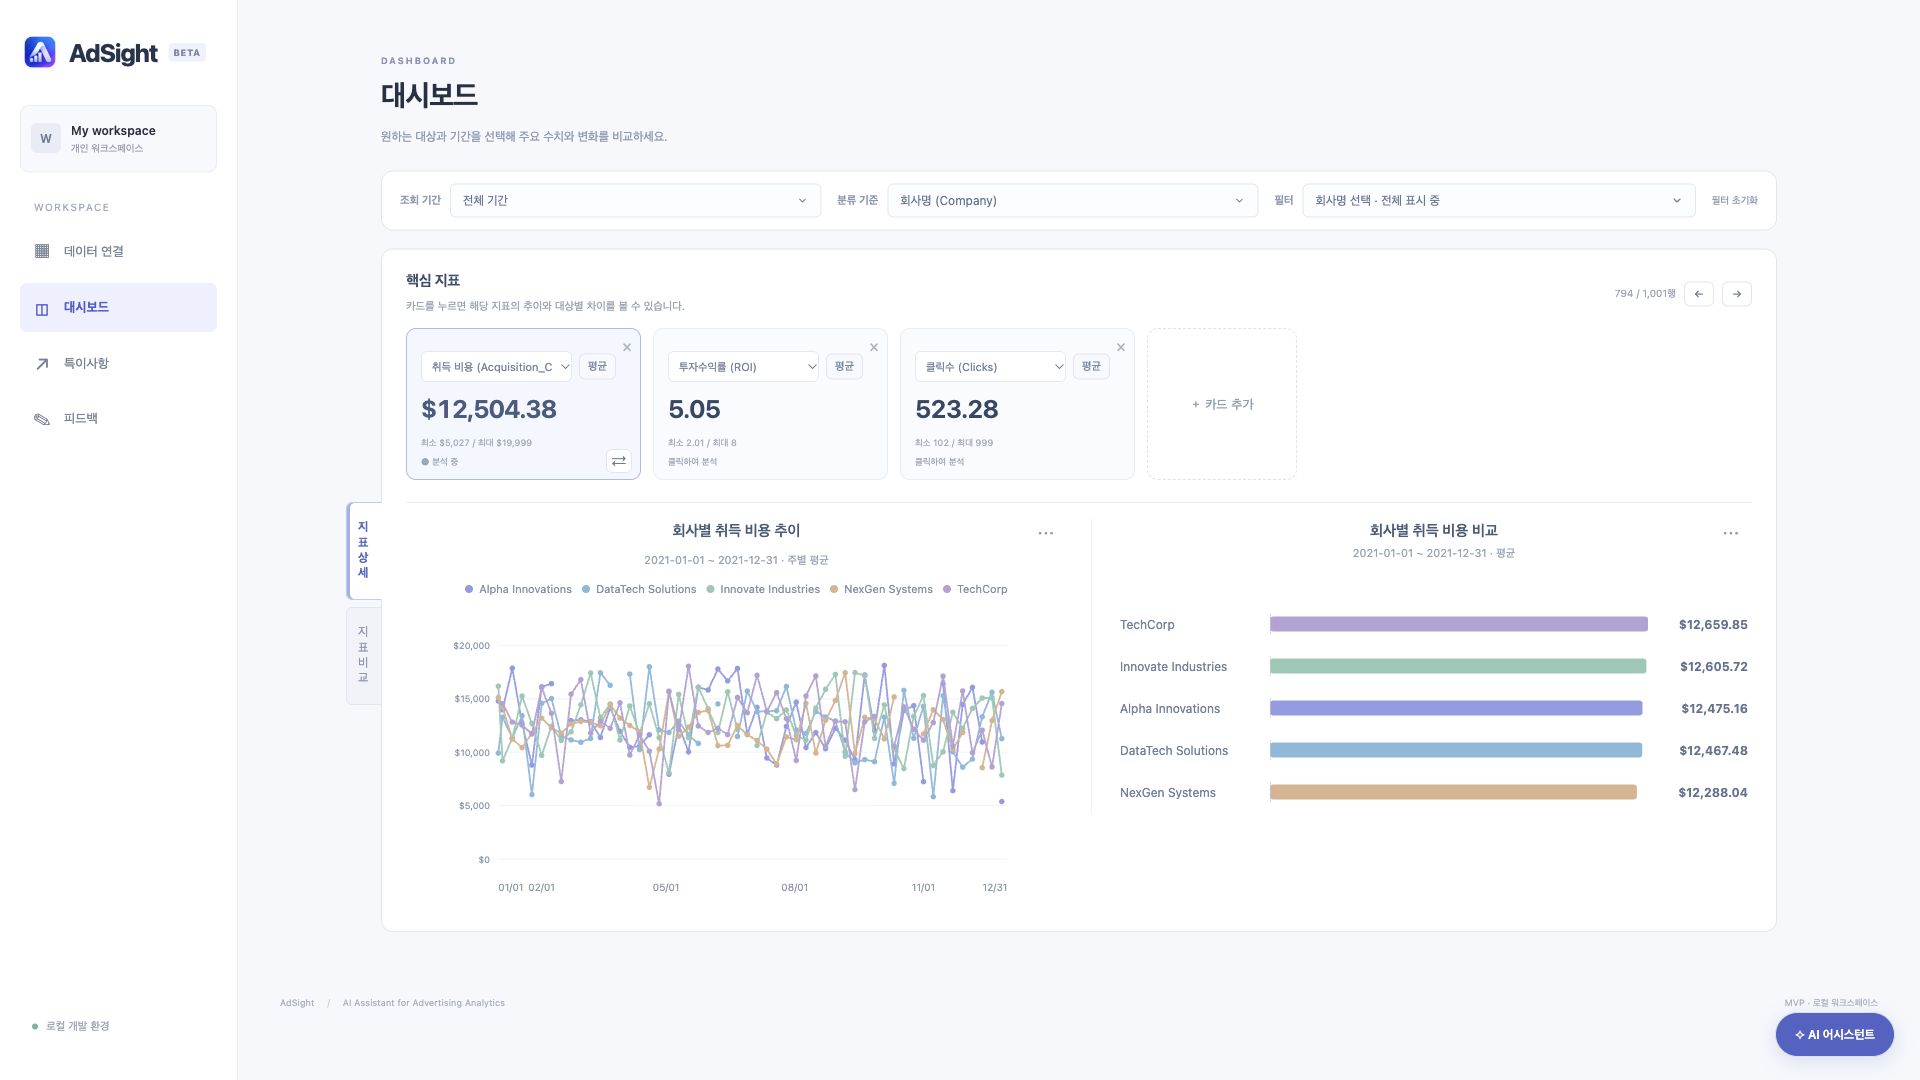 AdSight BETA
W
My workspace
개인 워크스페이스
WORKSPACE
데이터 연결
대시보드
특이사항
피드백
로컬 개발 환경
DASHBOARD
대시보드
원하는 대상과 기간을 선택해 주요 수치와 변화를 비교하세요.
조회 기간 전체 기간 분류 기준 회사명 (Company) 필터 회사명 선택 · 전체 표시 중 필터 초기화
핵심 지표
카드를 누르면 해당 지표의 추이와 대상별 차이를 볼 수 있습니다.
794 / 1,001행 ← →
×
취득 비용 (Acquisition_C 평균
$12,504.38
최소 $5,027 / 최대 $19,999
분석 중
×
투자수익률 (ROI) 평균
5.05
최소 2.01 / 최대 8
클릭하여 분석
×
클릭수 (Clicks) 평균
523.28
최소 102 / 최대 999
클릭하여 분석
+ 카드 추가
지표상세
지표비교
회사별 취득 비용 추이 ···
2021-01-01 ~ 2021-12-31 · 주별 평균
Alpha Innovations DataTech Solutions Innovate Industries NexGen Systems TechCorp
$20,000
$15,000
$10,000
$5,000
$0
01/01 02/01 05/01 08/01 11/01 12/31
회사별 취득 비용 비교 ···
2021-01-01 ~ 2021-12-31 · 평균
TechCorp $12,659.85
Innovate Industries $12,605.72
Alpha Innovations $12,475.16
DataTech Solutions $12,467.48
NexGen Systems $12,288.04
AdSight / AI Assistant for Advertising Analytics
MVP · 로컬 워크스페이스
✧ AI 어시스턴트